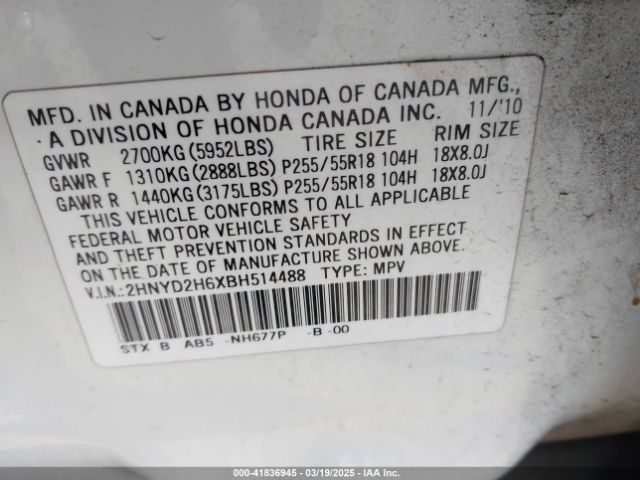 MFD. IN CANADA BY HONDA OF CANADA MFG.,
A DIVISION OF HONDA CANADA INC. 11/'10
GVWR 2700KG (5952LBS) TIRE SIZE RIM SIZE
GAWR F 1310KG (2888LBS) P255/55R18 104H 18X8.0J
GAWR R 1440KG (3175LBS) P255/55R18 104H 18X8.0J
THIS VEHICLE CONFORMS TO ALL APPLICABLE
FEDERAL MOTOR VEHICLE SAFETY
AND THEFT PREVENTION STANDARDS IN EFFECT
ON THE DATE OF MANUFACTURE SHOWN ABOVE.
V.I.N.:2HNYD2H6XBH514488 TYPE: MPV
STX B AB5 -NH677P -B -00
000-41836945 - 03/19/2025 - IAA Inc.